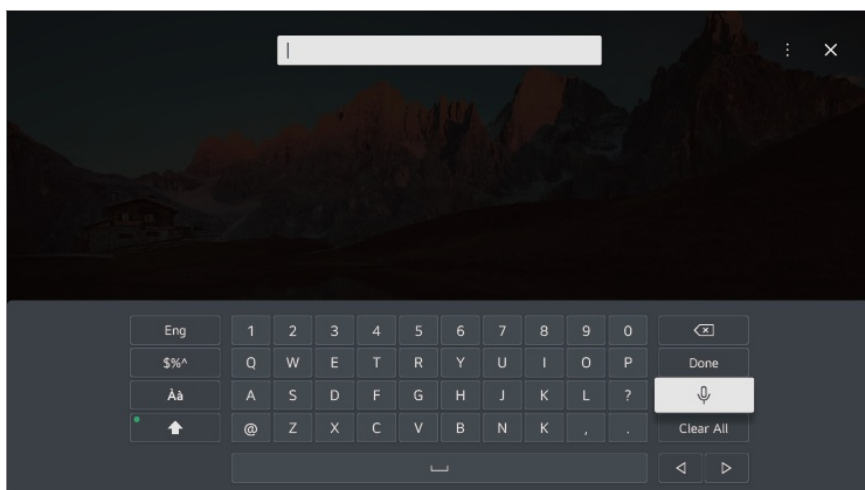 Eng 1 2 3 4 5 6 7 8 9 0
$%^ Q W E T R Y U I O P Done
Àà A S D F G H J K L ?
@ Z X C V B N K , . Clear All